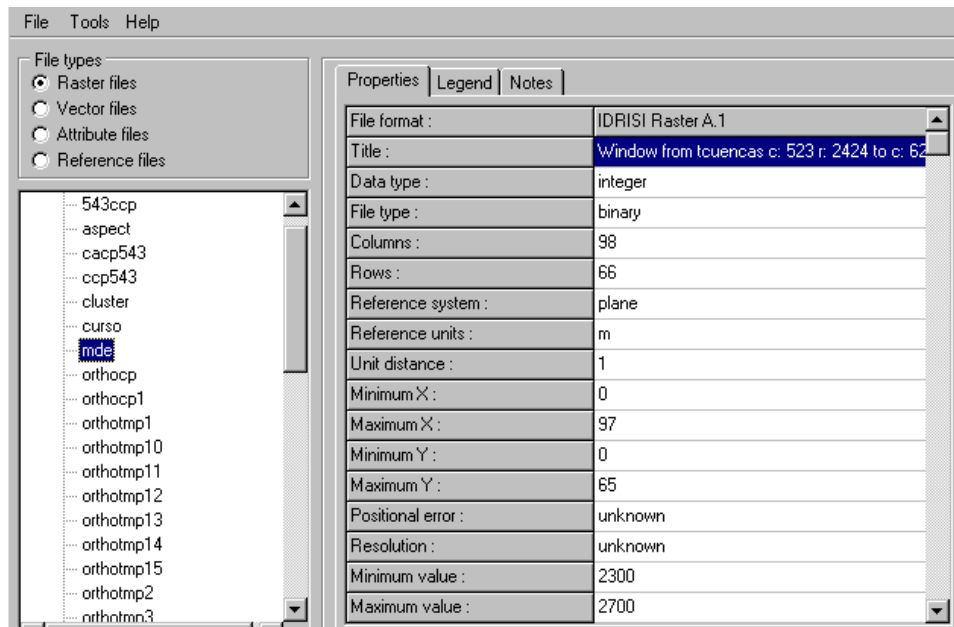 File Tools Help
File types
Raster files
Vector files
Attribute files
Reference files
543ccp
aspect
cacp543
ccp543
cluster
curso
mde
orthocp
orthocp1
orthotmp1
orthotmp10
orthotmp11
orthotmp12
orthotmp13
orthotmp14
orthotmp15
orthotmp2
orthotmp3
Properties Legend Notes
File format : IDRISI Raster A.1
Title : Window from tcuencas c: 523 r: 2424 to c: 62
Data type : integer
File type : binary
Columns : 98
Rows : 66
Reference system : plane
Reference units : m
Unit distance : 1
Minimum X : 0
Maximum X : 97
Minimum Y : 0
Maximum Y : 65
Positional error : unknown
Resolution : unknown
Minimum value : 2300
Maximum value : 2700